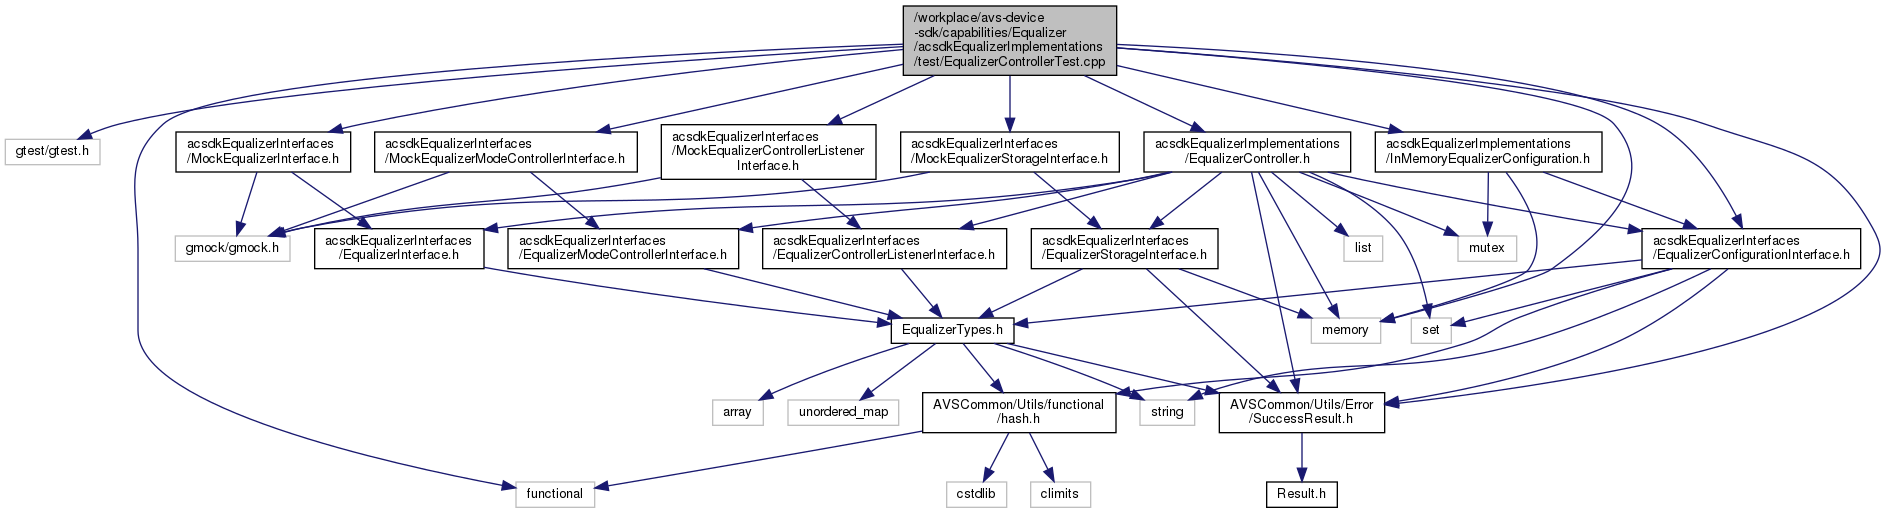 /workplace/avs-device
-sdk/capabilities/Equalizer
/acsdkEqualizerImplementations
/test/EqualizerControllerTest.cpp
gtest/gtest.h
acsdkEqualizerInterfaces
/MockEqualizerInterface.h
acsdkEqualizerInterfaces
/MockEqualizerModeControllerInterface.h
acsdkEqualizerInterfaces
/MockEqualizerControllerListener
Interface.h
acsdkEqualizerInterfaces
/MockEqualizerStorageInterface.h
acsdkEqualizerImplementations
/EqualizerController.h
acsdkEqualizerImplementations
/InMemoryEqualizerConfiguration.h
gmock/gmock.h
acsdkEqualizerInterfaces
/EqualizerInterface.h
acsdkEqualizerInterfaces
/EqualizerModeControllerInterface.h
acsdkEqualizerInterfaces
/EqualizerControllerListenerInterface.h
acsdkEqualizerInterfaces
/EqualizerStorageInterface.h
list
mutex
acsdkEqualizerInterfaces
/EqualizerConfigurationInterface.h
EqualizerTypes.h
memory
set
array
unordered_map
AVSCommon/Utils/functional
/hash.h
string
AVSCommon/Utils/Error
/SuccessResult.h
functional
cstdlib
climits
Result.h